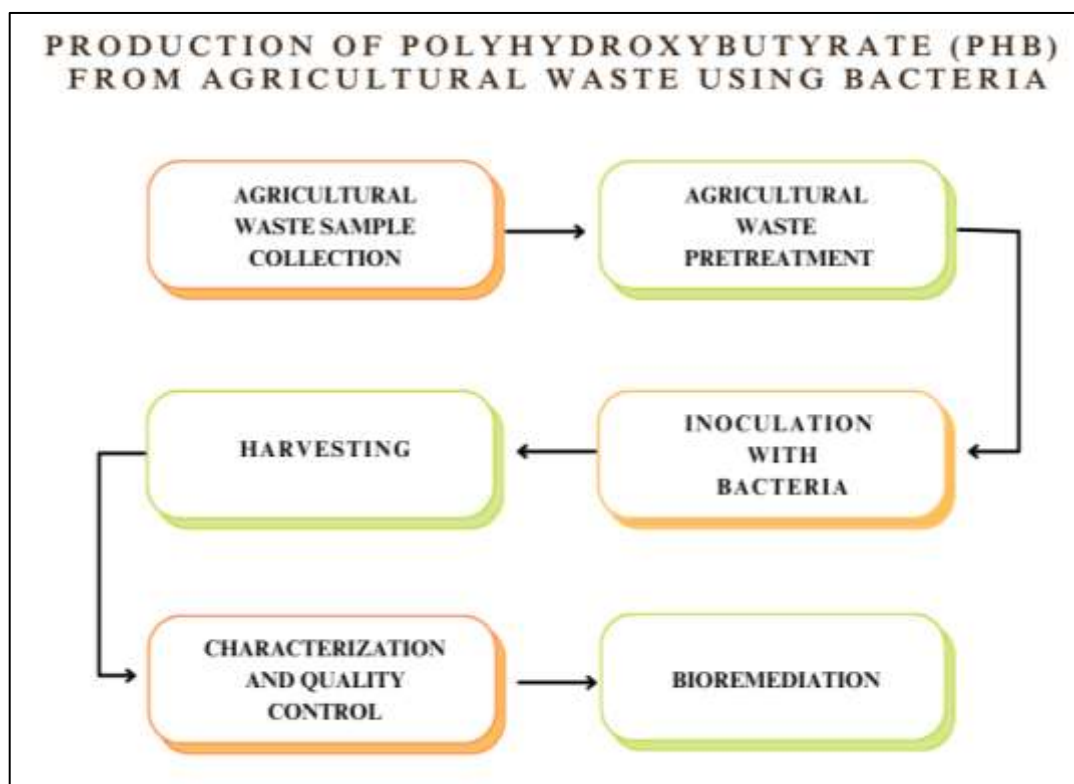 PRODUCTION OF POLYHYDROXYBUTYRATE (PHB)
FROM AGRICULTURAL WASTE USING BACTERIA
AGRICULTURAL
WASTE SAMPLE
COLLECTION
AGRICULTURAL
WASTE
PRETREATMENT
INOCULATION
WITH
BACTERIA
HARVESTING
CHARACTERIZATION
AND QUALITY
CONTROL
BIOREMEDIATION